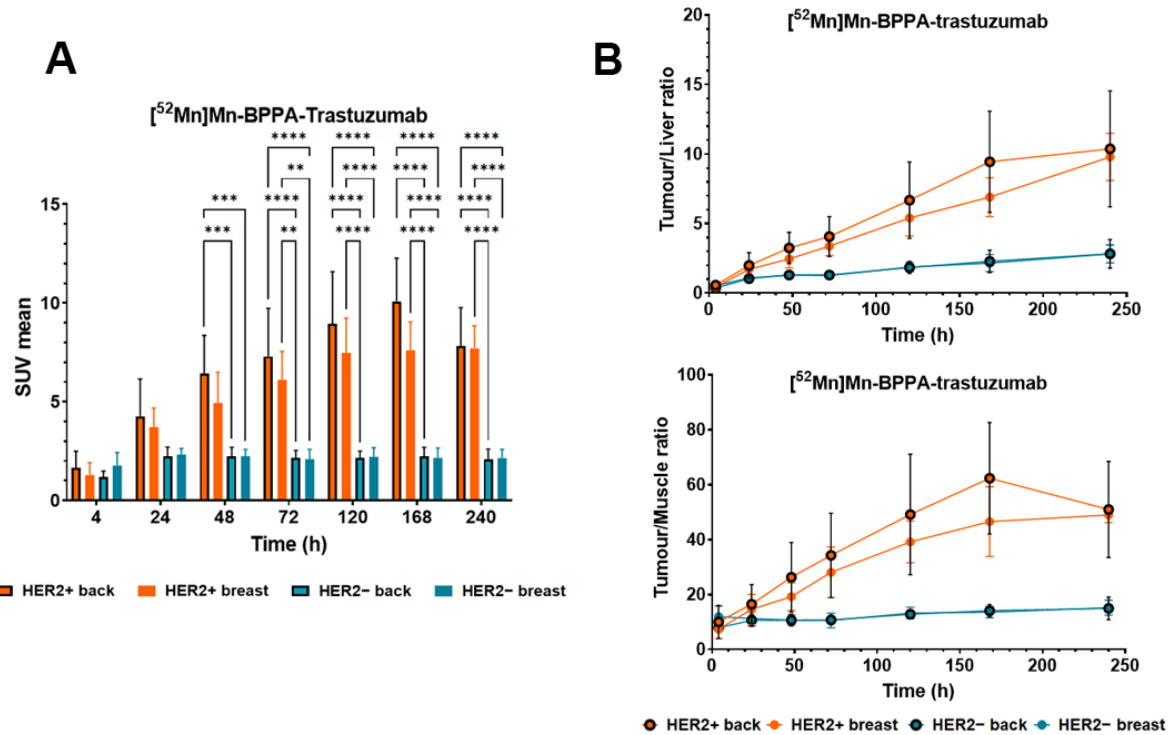 A
[⁵²Mn]Mn-BPPA-Trastuzumab
**** **** **** ****
** **** **** ****
*** **** **** **** ****
*** ** **** **** ****
15
10
5
0
SUV mean
4 24 48 72 120 168 240
Time (h)
HER2+ back HER2+ breast HER2− back HER2− breast
B
[⁵²Mn]Mn-BPPA-trastuzumab
20
15
10
5
0
Tumour/Liver ratio
0 50 100 150 200 250
Time (h)
[⁵²Mn]Mn-BPPA-trastuzumab
100
80
60
40
20
0
Tumour/Muscle ratio
0 50 100 150 200 250
Time (h)
HER2+ back HER2+ breast HER2− back HER2− breast